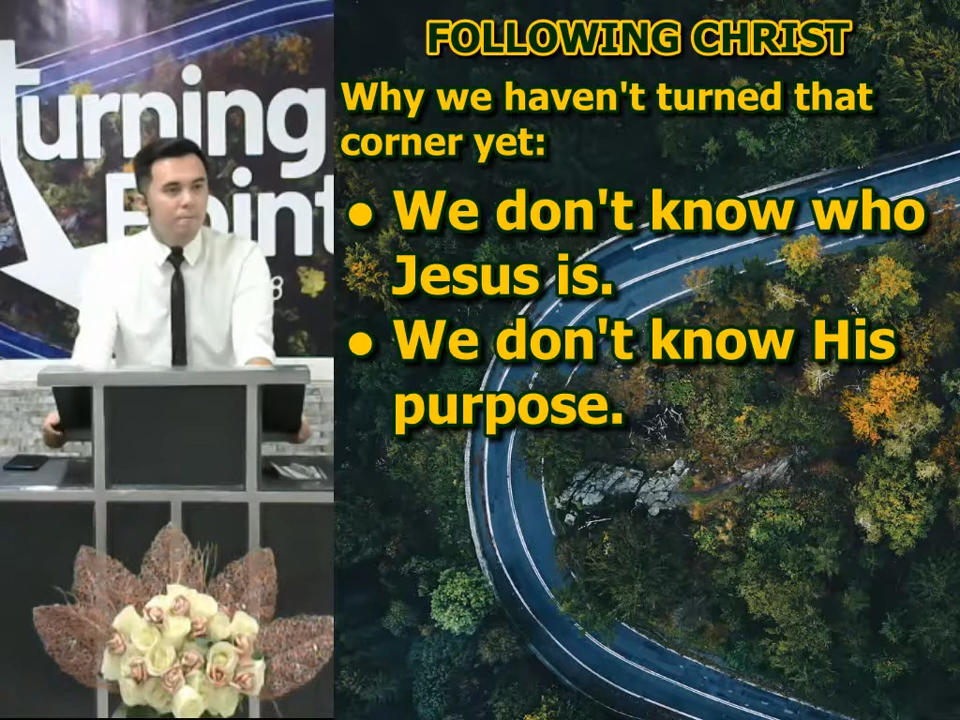 turning
Point
8
FOLLOWING CHRIST
Why we haven't turned that
corner yet:
● We don't know who
Jesus is.
● We don't know His
purpose.